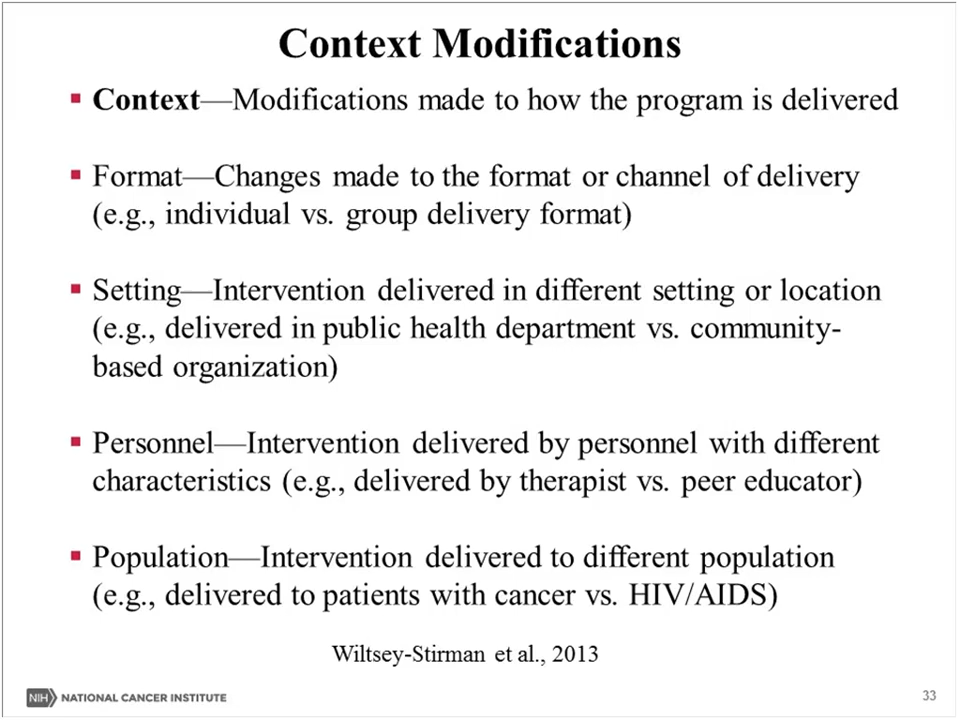 Context Modifications
▪ Context—Modifications made to how the program is delivered
▪ Format—Changes made to the format or channel of delivery
(e.g., individual vs. group delivery format)
▪ Setting—Intervention delivered in different setting or location
(e.g., delivered in public health department vs. community-
based organization)
▪ Personnel—Intervention delivered by personnel with different
characteristics (e.g., delivered by therapist vs. peer educator)
▪ Population—Intervention delivered to different population
(e.g., delivered to patients with cancer vs. HIV/AIDS)
Wiltsey-Stirman et al., 2013
NIH NATIONAL CANCER INSTITUTE
33